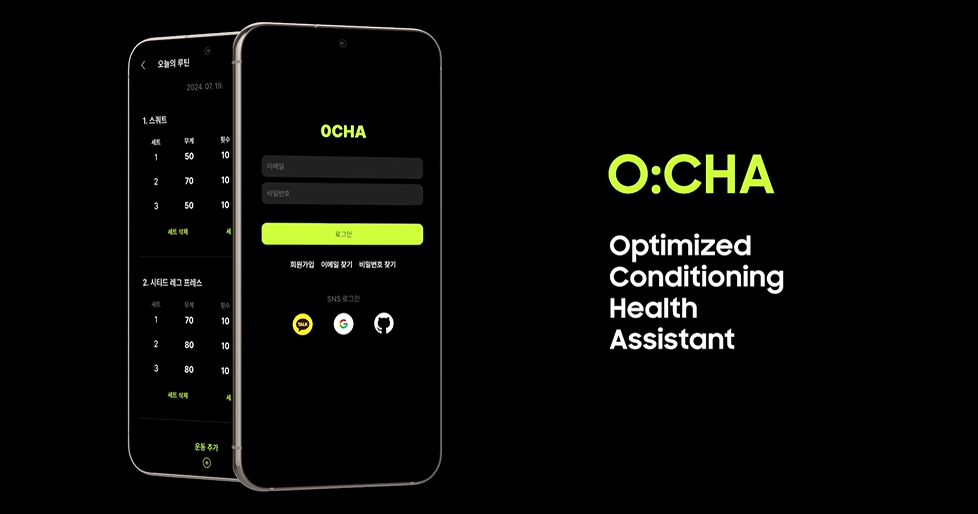 오늘의 루틴
2024. 07. 19.
1. 스쿼트
세트 무게 횟수
1 50 10
2 70 10
3 50 10
세트 삭제 세
2. 시티드 레그 프레스
세트 무게 횟수
1 70 10
2 80 10
3 80 10
세트 삭제 세
운동 추가
OCHA
이메일
비밀번호
로그인
회원가입 이메일 찾기 비밀번호 찾기
SNS 로그인
TALK
G
O:CHA
Optimized
Conditioning
Health
Assistant